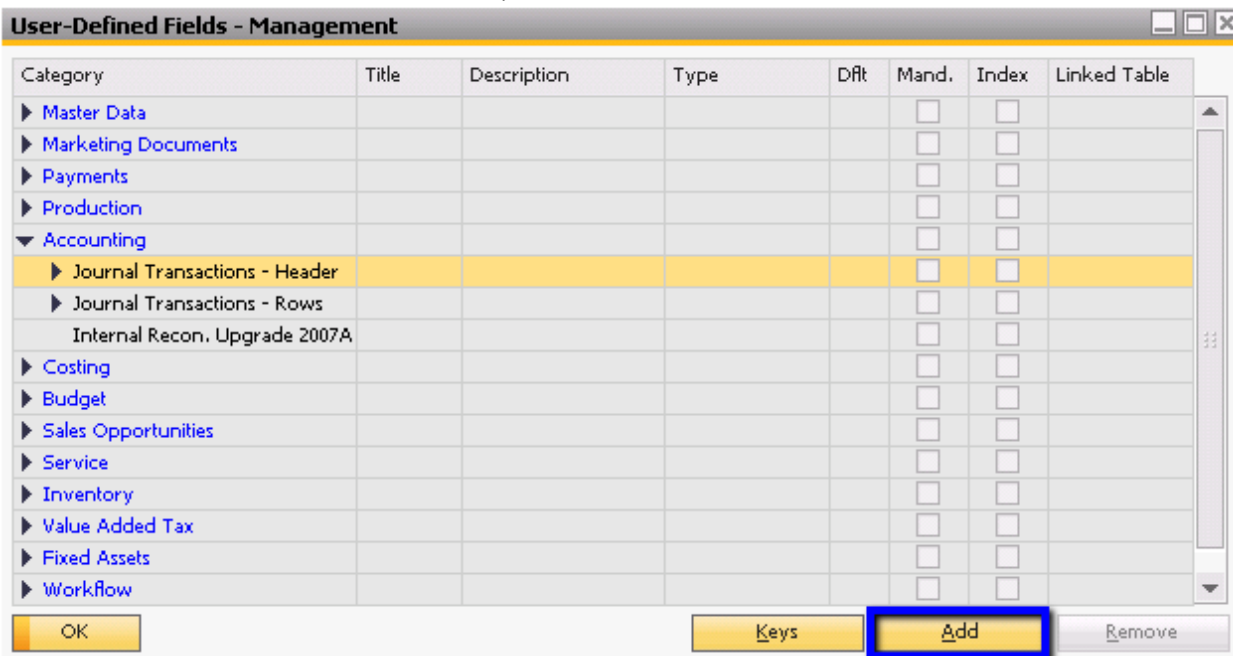 User-Defined Fields - Management
Category Title Description Type Dflt Mand. Index Linked Table
Master Data
Marketing Documents
Payments
Production
Accounting
Journal Transactions - Header
Journal Transactions - Rows
Internal Recon. Upgrade 2007A
Costing
Budget
Sales Opportunities
Service
Inventory
Value Added Tax
Fixed Assets
Workflow
OK Keys Add Remove